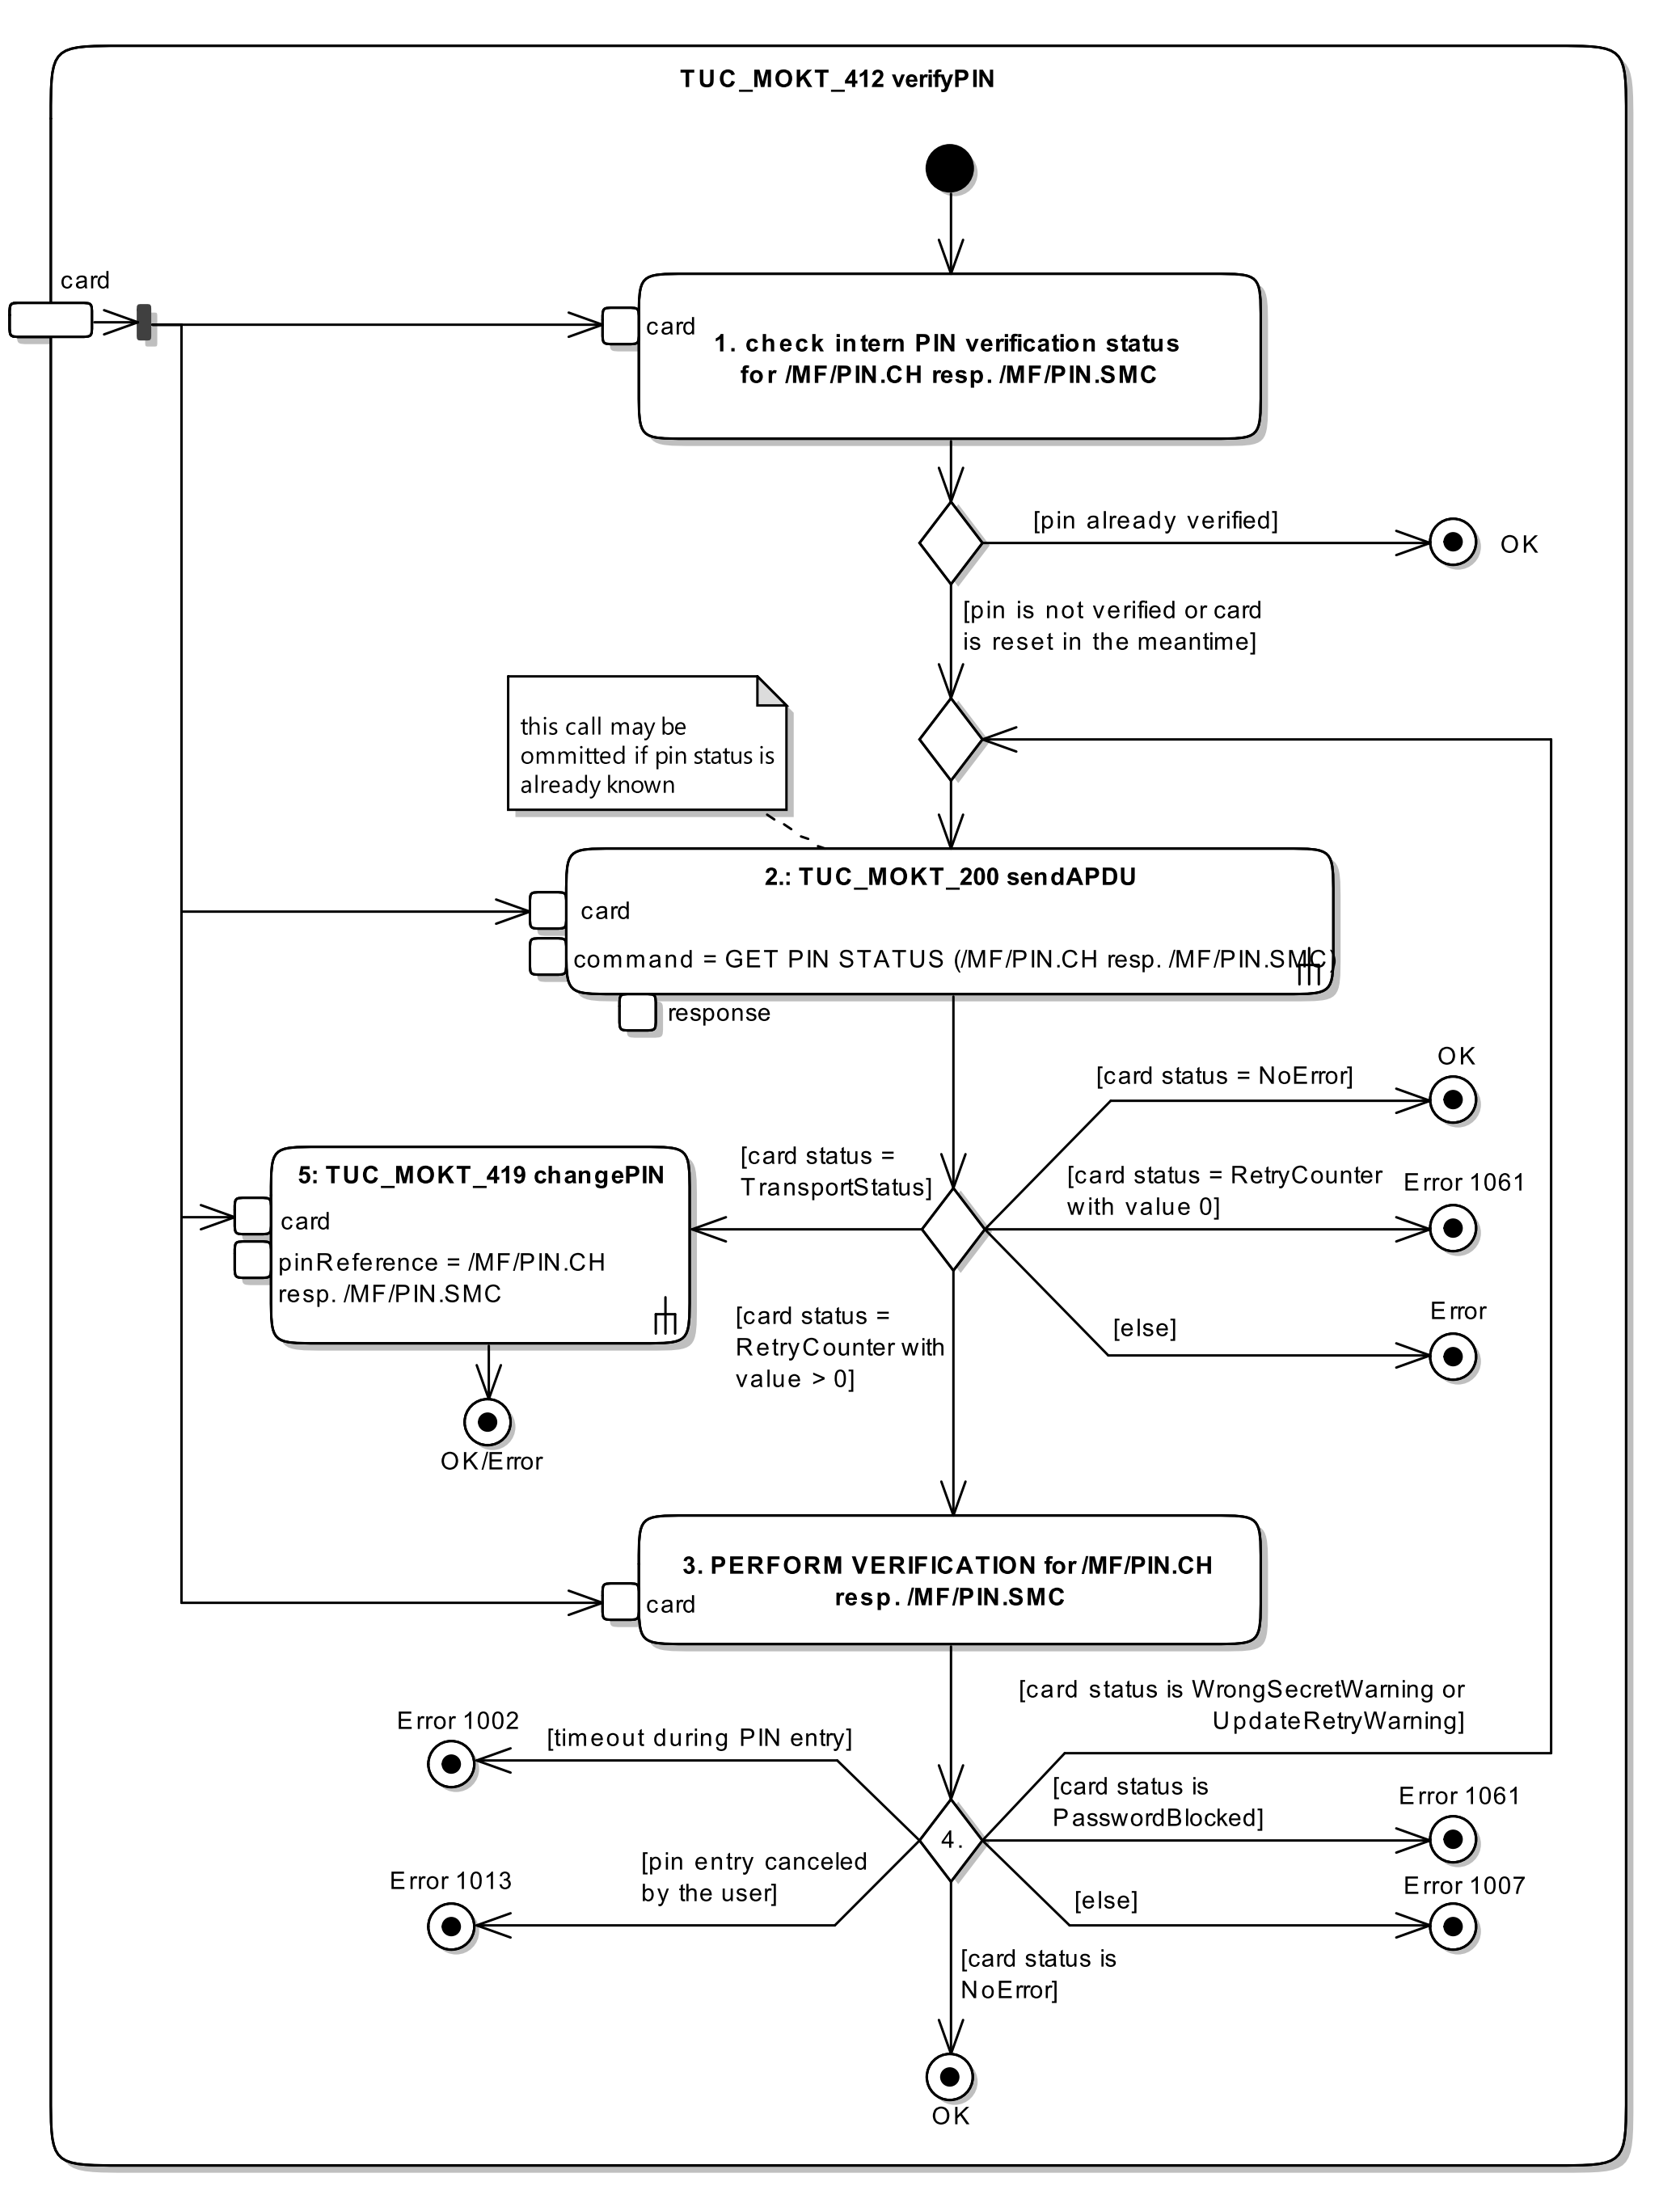 TUC_MOKT_412 verifyPIN
card
card
1. check intern PIN verification status
for /MF/PIN.CH resp. /MF/PIN.SMC
[pin already verified]
OK
[pin is not verified or card
is reset in the meantime]
this call may be
ommitted if pin status is
already known
2.: TUC_MOKT_200 sendAPDU
card
command = GET PIN STATUS (/MF/PIN.CH resp. /MF/PIN.SMC)
response
OK
[card status = NoError]
[card status =
TransportStatus]
[card status = RetryCounter
with value 0]
Error 1061
5: TUC_MOKT_419 changePIN
card
pinReference = /MF/PIN.CH
resp. /MF/PIN.SMC
[card status =
RetryCounter with
value > 0]
[else]
Error
OK/Error
3. PERFORM VERIFICATION for /MF/PIN.CH
resp. /MF/PIN.SMC
card
[card status is WrongSecretWarning or
UpdateRetryWarning]
Error 1002
[timeout during PIN entry]
[card status is
PasswordBlocked]
Error 1061
4.
[pin entry canceled
by the user]
Error 1013
[else]
Error 1007
[card status is
NoError]
OK